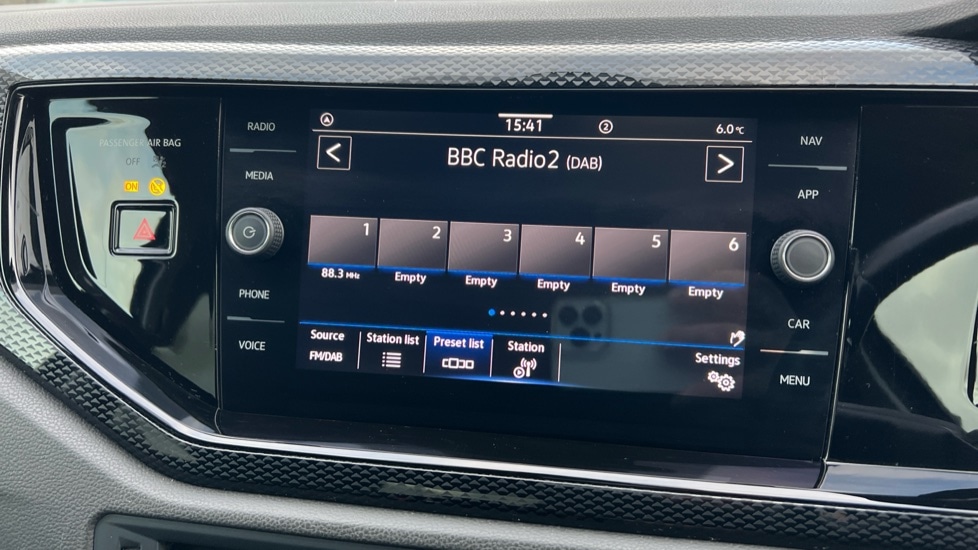 PASSENGER AIR BAG
OFF
ON
RADIO
MEDIA
PHONE
VOICE
15:41
2
6.0 °C
BBC Radio2 (DAB)
1
2
3
4
5
6
88.3 MHz
Empty
Empty
Empty
Empty
Empty
Source
FM/DAB
Station list
Preset list
Station
Settings
NAV
APP
CAR
MENU